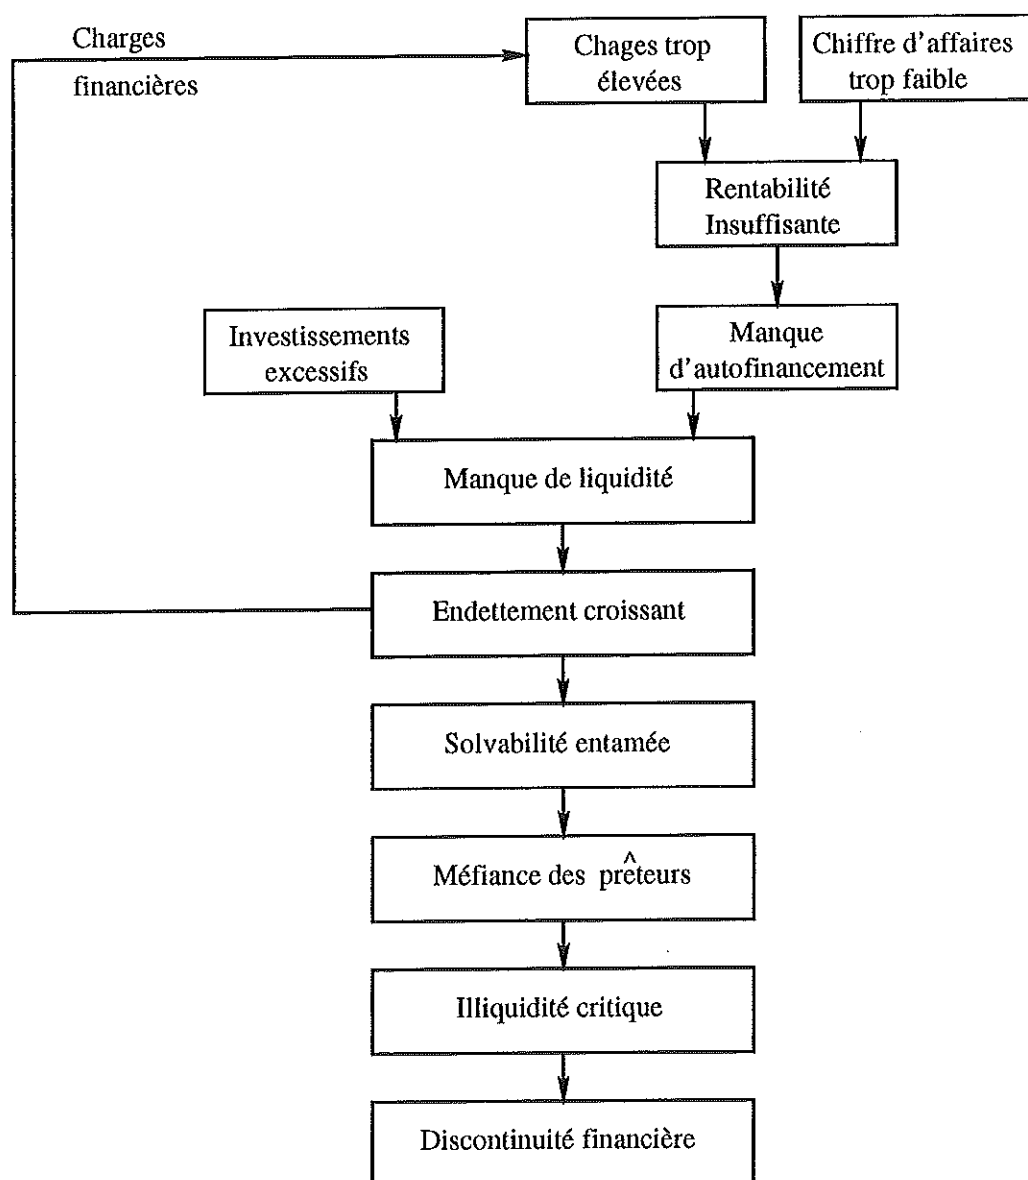 Charges
financières
Chages trop
élevées
Chiffre d'affaires
trop faible
Rentabilité
Insuffisante
Investissements
excessifs
Manque
d'autofinancement
Manque de liquidité
Endettement croissant
Solvabilité entamée
Méfiance des prêteurs
Illiquidité critique
Discontinuité financière